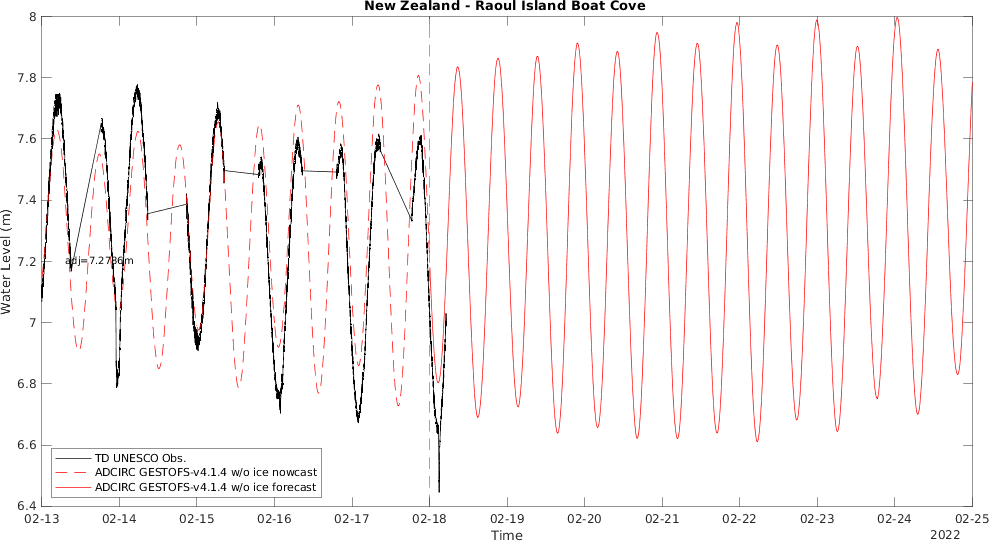 New Zealand - Raoul Island Boat Cove
8
7.8
7.6
7.4
7.2
7
6.8
6.6
6.4
Water Level (m)
adj=7.2786m
TD UNESCO Obs.
ADCIRC GESTOFS-v4.1.4 w/o ice nowcast
ADCIRC GESTOFS-v4.1.4 w/o ice forecast
02-13 02-14 02-15 02-16 02-17 02-18 02-19 02-20 02-21 02-22 02-23 02-24 02-25
Time
2022